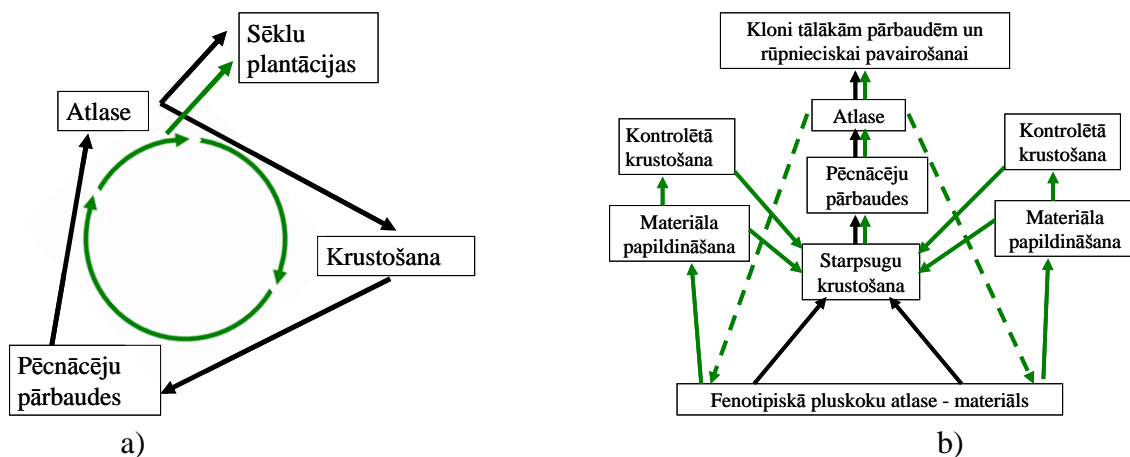 Sēklu
plantācijas
Atlase
Krustošana
Pēcnācēju
pārbaudes
a)
Kloni tālākām pārbaudēm un
rūpnieciskai pavairošanai
Atlase
Kontrolētā
krustošana
Kontrolētā
krustošana
Pēcnācēju
pārbaudes
Materiāla
papildināšana
Materiāla
papildināšana
Starpsugu
krustošana
Fenotipiskā pluskoku atlase - materiāls
b)